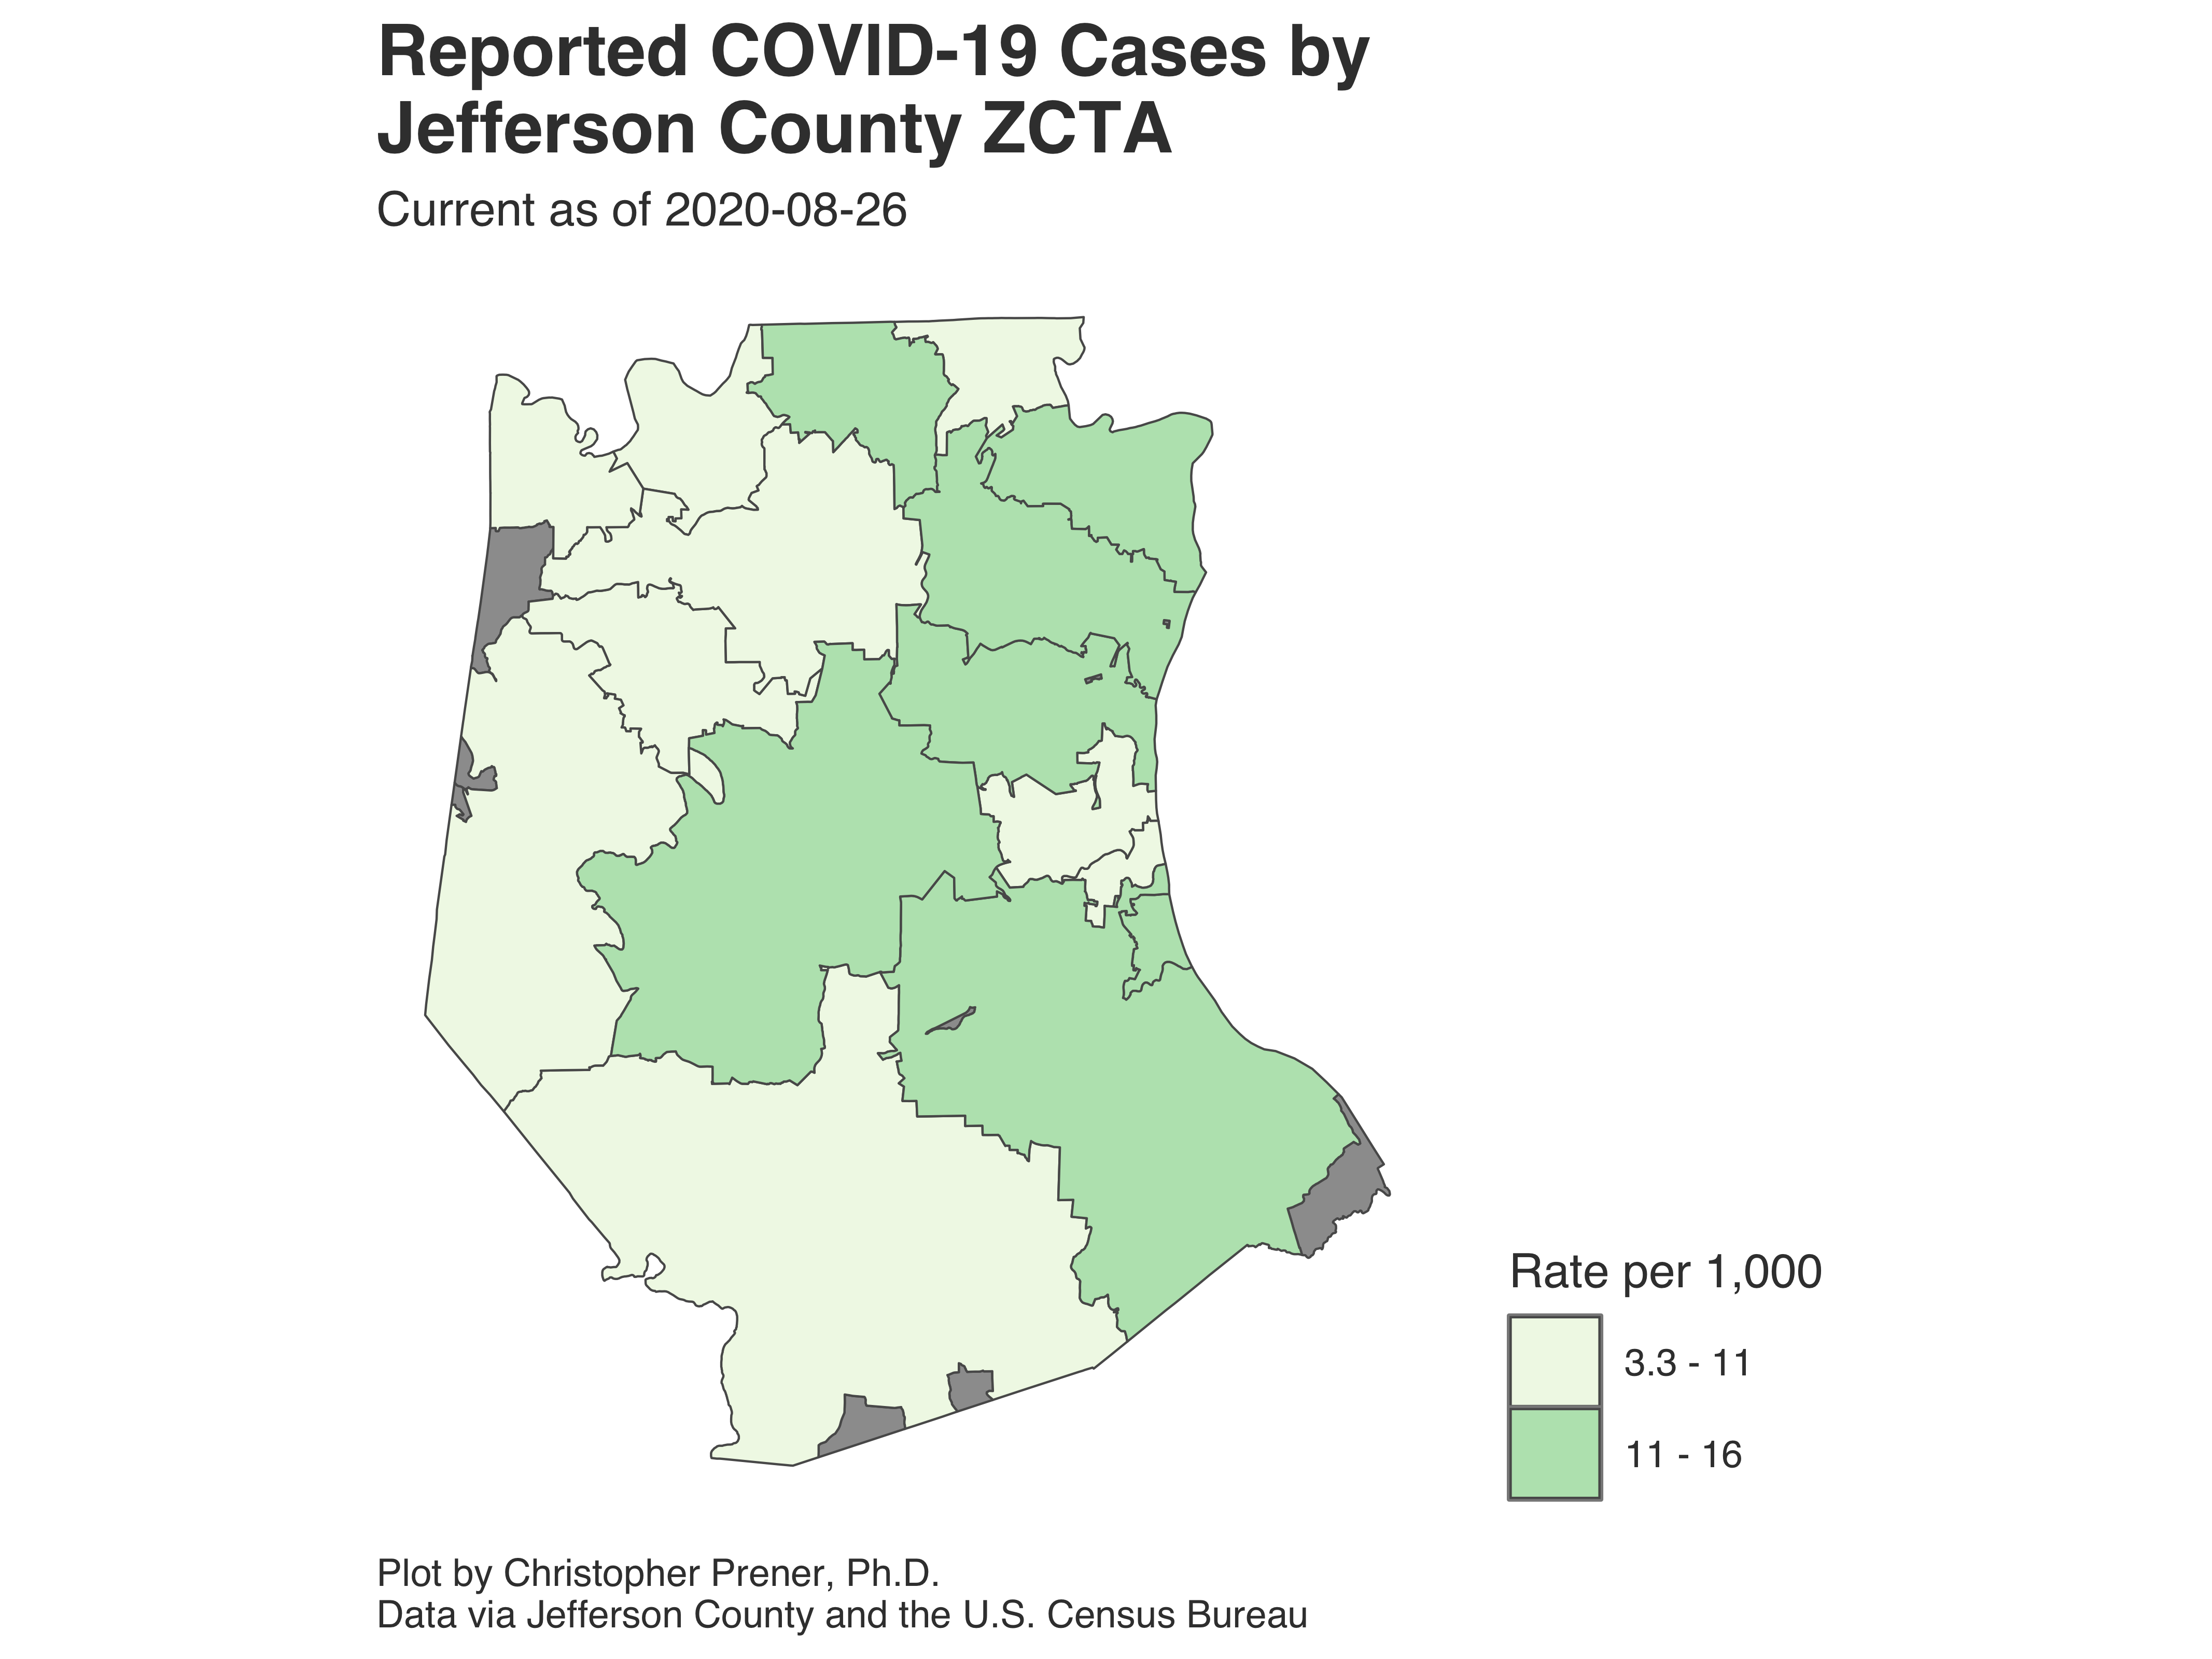 Reported COVID-19 Cases by
Jefferson County ZCTA
Current as of 2020-08-26
Rate per 1,000
3.3 - 11
11 - 16
Plot by Christopher Prener, Ph.D.
Data via Jefferson County and the U.S. Census Bureau